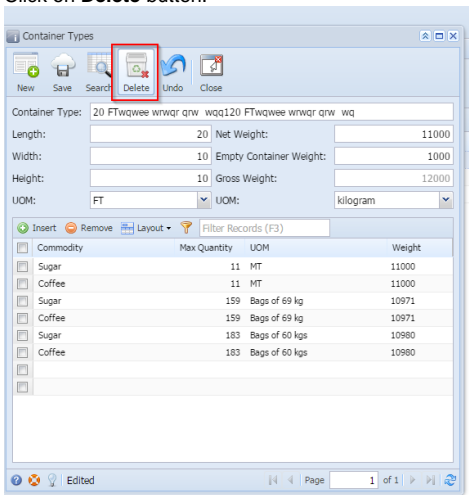 Click on Delete button.
Container Types
New Save Search Delete Undo Close
Container Type: 20 FTwqwee wrwqr qrw wqq120 FTwqwee wrwqr qrw wq
Length: 20 Net Weight: 11000
Width: 10 Empty Container Weight: 1000
Height: 10 Gross Weight: 12000
UOM: FT UOM: kilogram
Insert Remove Layout Filter Records (F3)
Commodity Max Quantity UOM Weight
Sugar 11 MT 11000
Coffee 11 MT 11000
Sugar 159 Bags of 69 kg 10971
Coffee 159 Bags of 69 kg 10971
Sugar 183 Bags of 60 kgs 10980
Coffee 183 Bags of 60 kgs 10980
Edited Page 1 of 1